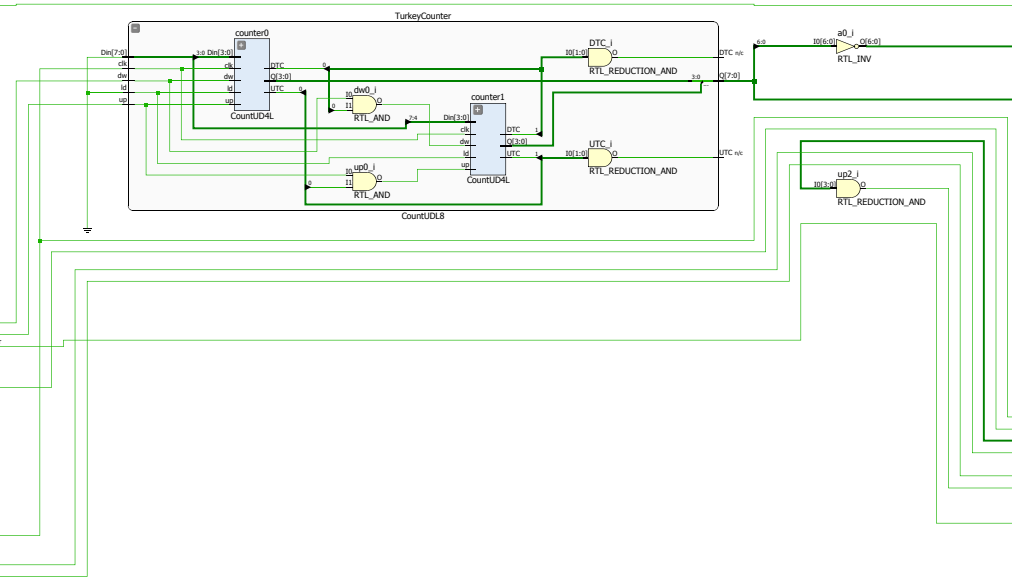 TurkeyCounter
counter0
Din[7:0]
3:0
Din[3:0]
clk
clk
dw
dw
ld
ld
up
up
DTC
0
Q[3:0]
UTC
0
CountUD4L
dw0_i
I0
I1
0
O
RTL_AND
up0_i
I0
I1
0
O
RTL_AND
counter1
7:4
Din[3:0]
clk
dw
ld
up
DTC
1
Q[3:0]
UTC
1
CountUD4L
DTC_i
I0[1:0]
O
RTL_REDUCTION_AND
UTC_i
I0[1:0]
O
RTL_REDUCTION_AND
3:0
...
DTC n/c
Q[7:0]
UTC n/c
CountUDL8
6:0
a0_i
I0[6:0]
O[6:0]
RTL_INV
up2_i
I0[3:0]
O
RTL_REDUCTION_AND